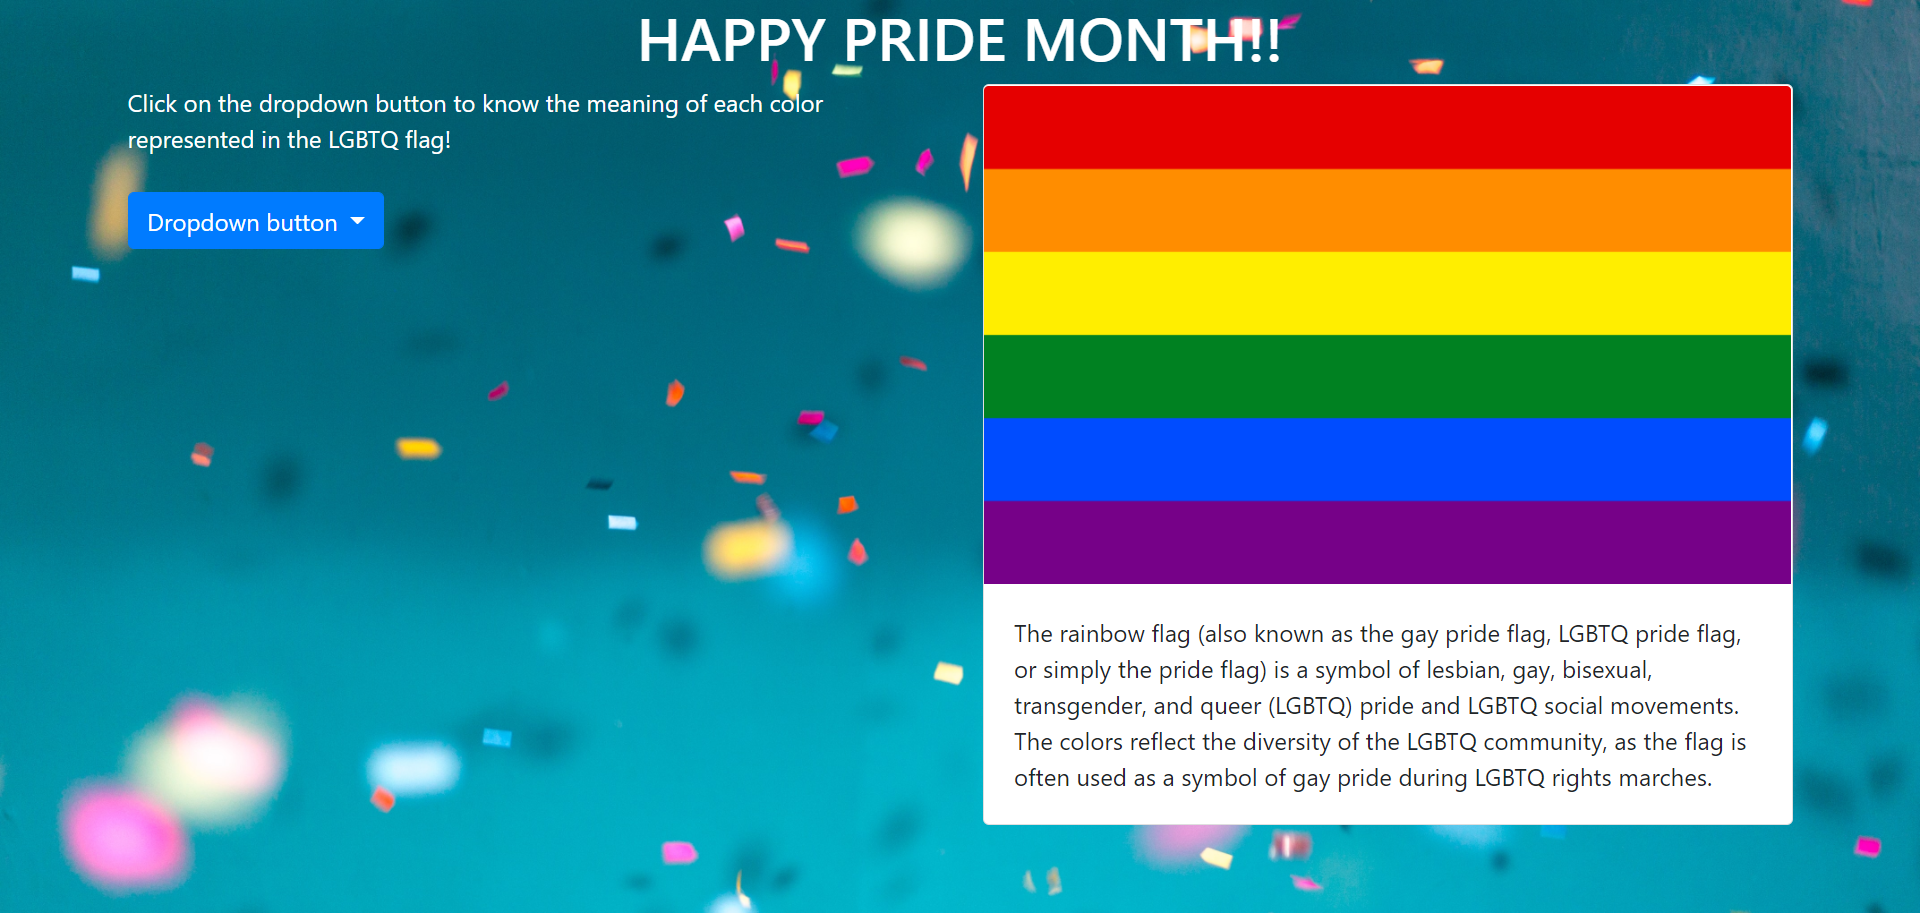 HAPPY PRIDE MONTH!!
Click on the dropdown button to know the meaning of each color
represented in the LGBTQ flag!
Dropdown button
The rainbow flag (also known as the gay pride flag, LGBTQ pride flag,
or simply the pride flag) is a symbol of lesbian, gay, bisexual,
transgender, and queer (LGBTQ) pride and LGBTQ social movements.
The colors reflect the diversity of the LGBTQ community, as the flag is
often used as a symbol of gay pride during LGBTQ rights marches.